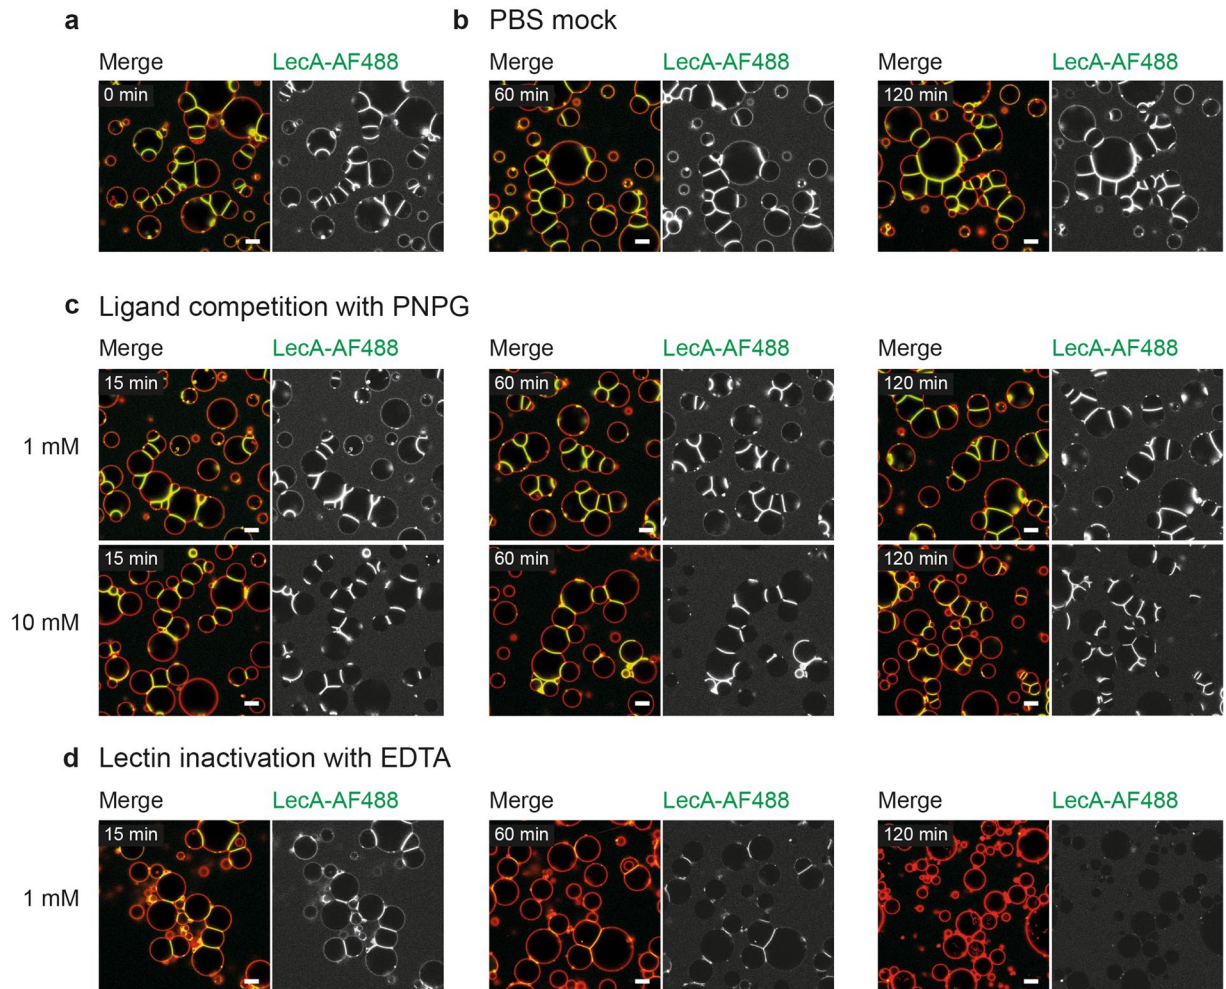 a
b PBS mock
Merge LecA-AF488 Merge LecA-AF488 Merge LecA-AF488
0 min 60 min 120 min
c Ligand competition with PNPG
Merge LecA-AF488 Merge LecA-AF488 Merge LecA-AF488
15 min 60 min 120 min
1 mM
15 min 60 min 120 min
10 mM
d Lectin inactivation with EDTA
Merge LecA-AF488 Merge LecA-AF488 Merge LecA-AF488
15 min 60 min 120 min
1 mM